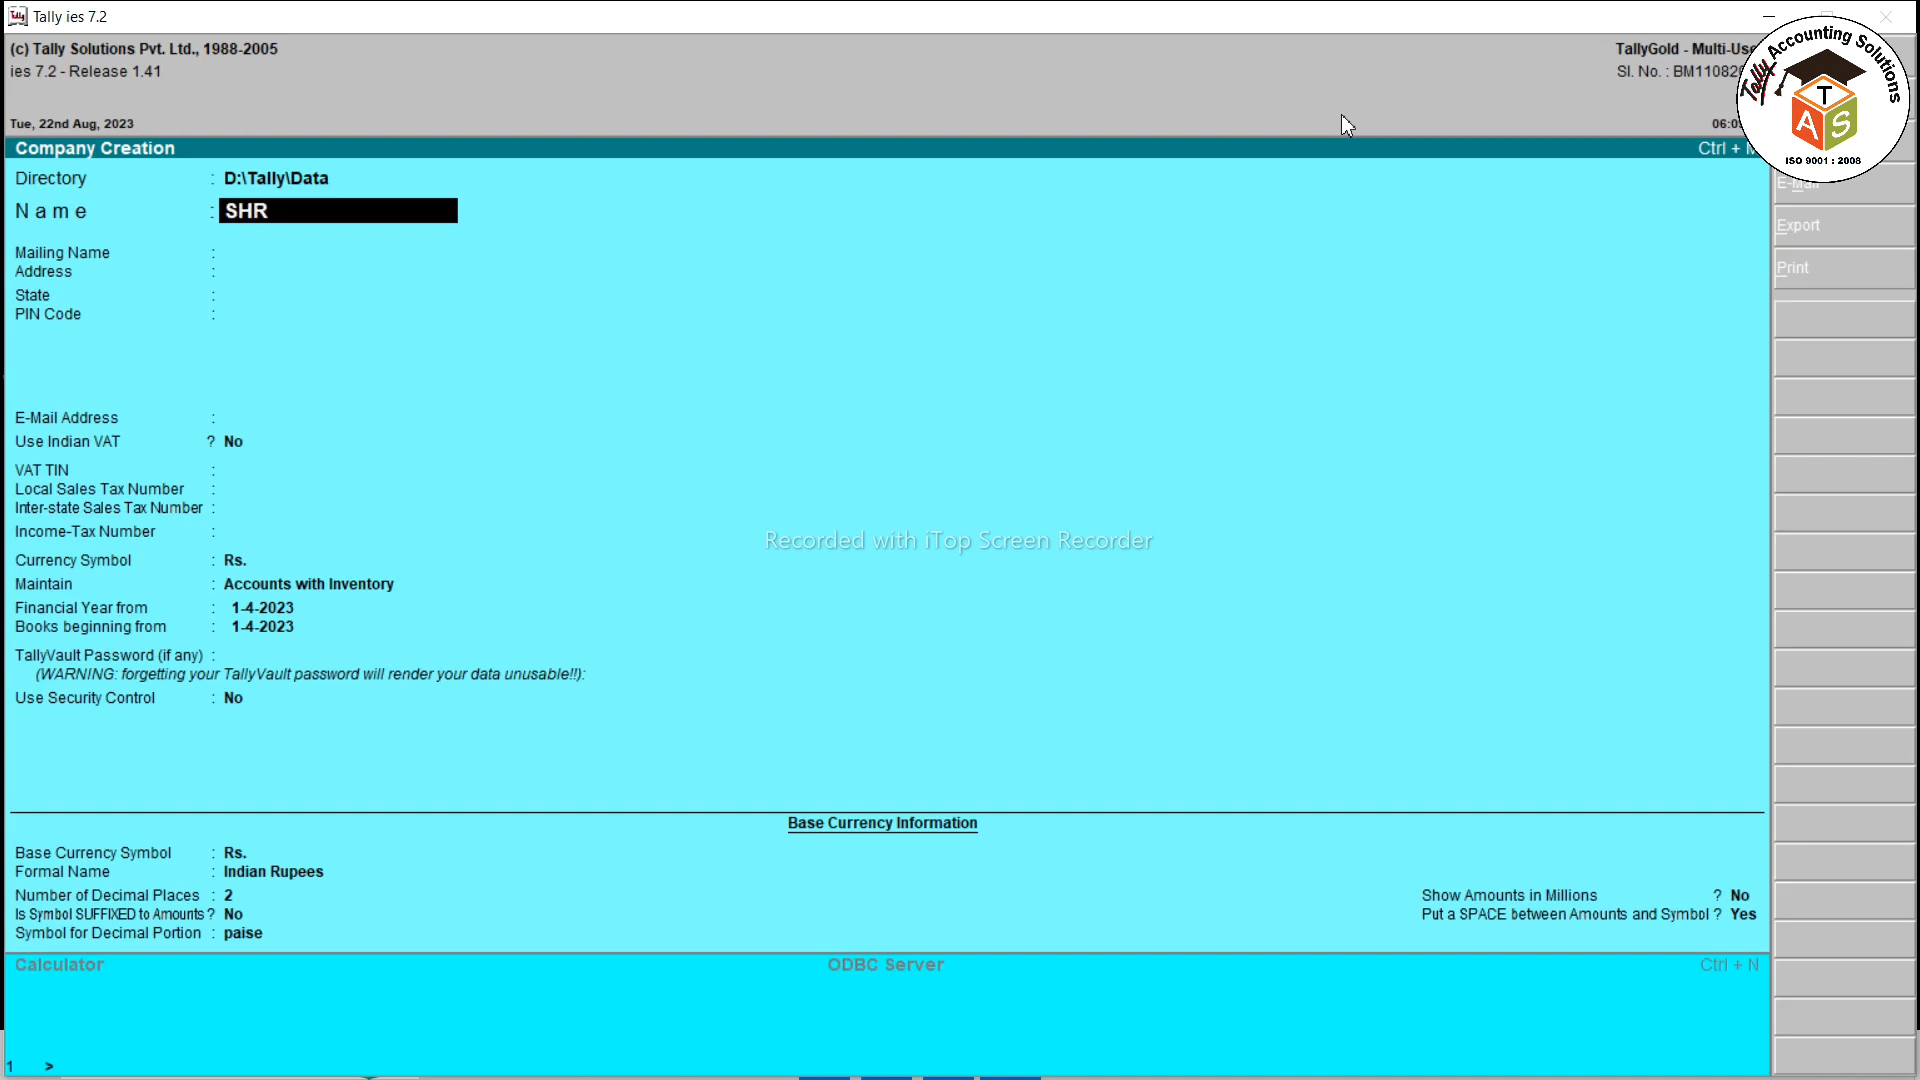 Tally ies 7.2
(c) Tally Solutions Pvt. Ltd., 1988-2005
TallyGold - Multi-Use
ies 7.2 - Release 1.41
Sl. No. : BM11082
Tally Accounting Solutions
T
A S
ISO 9001 : 2008
Tue, 22nd Aug, 2023
06:0
Company Creation
Ctrl + M
Directory : D:\Tally\Data
Name : SHR
Mailing Name :
Address :
State :
PIN Code :
E-Mail Address :
Use Indian VAT ? No
VAT TIN :
Local Sales Tax Number :
Inter-state Sales Tax Number :
Income-Tax Number :
Currency Symbol : Rs.
Maintain : Accounts with Inventory
Financial Year from : 1-4-2023
Books beginning from : 1-4-2023
TallyVault Password (if any) :
(WARNING: forgetting your TallyVault password will render your data unusable!!):
Use Security Control : No
Recorded with iTop Screen Recorder
Base Currency Information
Base Currency Symbol : Rs.
Formal Name : Indian Rupees
Number of Decimal Places : 2
Show Amounts in Millions ? No
Is Symbol SUFFIXED to Amounts ? No
Put a SPACE between Amounts and Symbol ? Yes
Symbol for Decimal Portion : paise
Calculator
ODBC Server
Ctrl + N
1 >
E-Mail
Export
Print